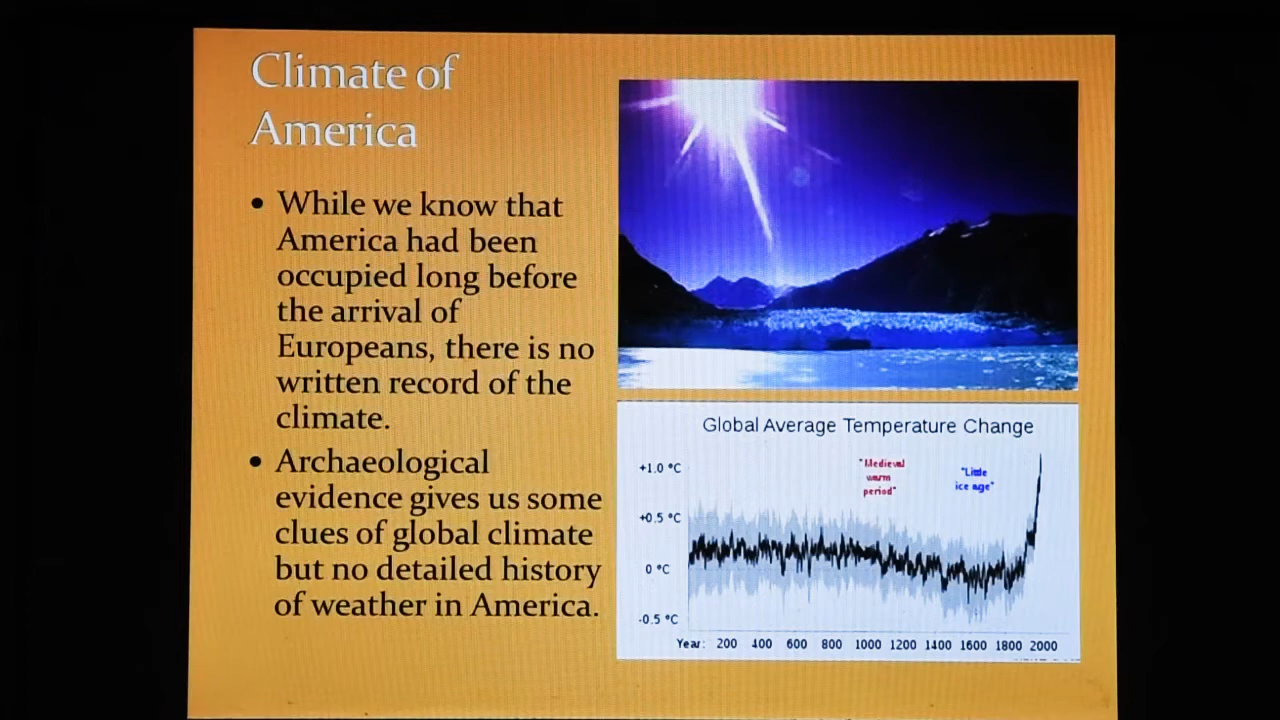 Climate of
America
• While we know that
America had been
occupied long before
the arrival of
Europeans, there is no
written record of the
climate.
• Archaeological
evidence gives us some
clues of global climate
but no detailed history
of weather in America.
Global Average Temperature Change
+1.0 °C
"Medieval
warm
period"
"Little
ice age"
+0.5 °C
0 °C
-0.5 °C
Year: 200 400 600 800 1000 1200 1400 1600 1800 2000